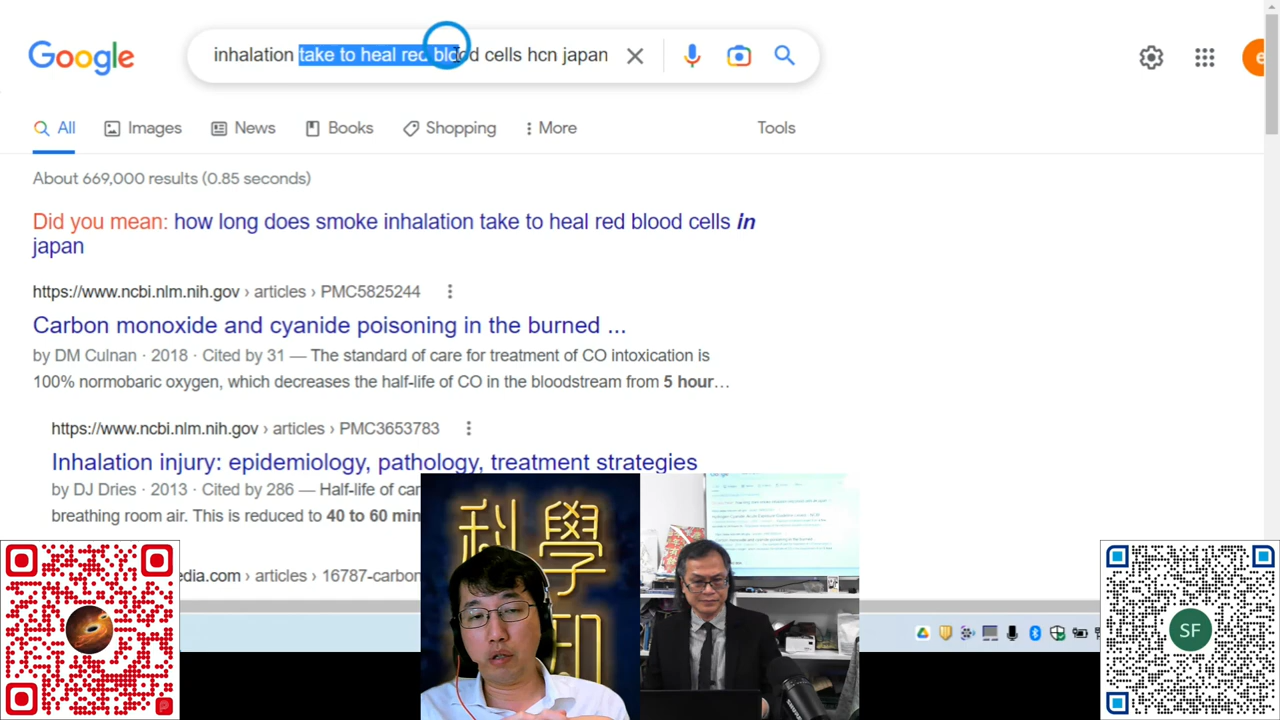 Google
inhalation take to heal red blood cells hcn japan
e
All
Images
News
Books
Shopping
More
Tools
About 669,000 results (0.85 seconds)
Did you mean: how long does smoke inhalation take to heal red blood cells in
japan
https://www.ncbi.nlm.nih.gov › articles › PMC5825244
Carbon monoxide and cyanide poisoning in the burned ...
by DM Culnan · 2018 · Cited by 31 — The standard of care for treatment of CO intoxication is
100% normobaric oxygen, which decreases the half-life of CO in the bloodstream from 5 hour...
https://www.ncbi.nlm.nih.gov › articles › PMC3653783
Inhalation injury: epidemiology, pathology, treatment strategies
by DJ Dries · 2013 · Cited by 286 — Half-life of car
breathing room air. This is reduced to 40 to 60 min
edia.com › articles › 16787-carbon
科學
SF